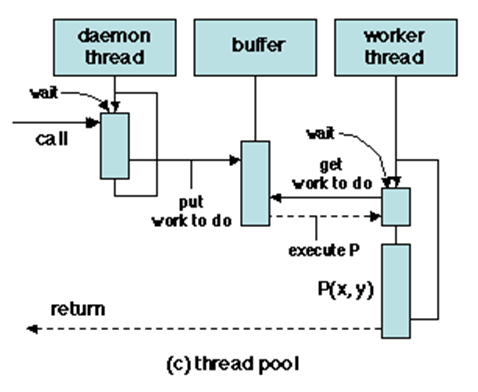 daemon
thread
buffer
worker
thread
wait
call
wait
get
work to do
put
work to do
execute P
P(x, y)
return
(c) thread pool